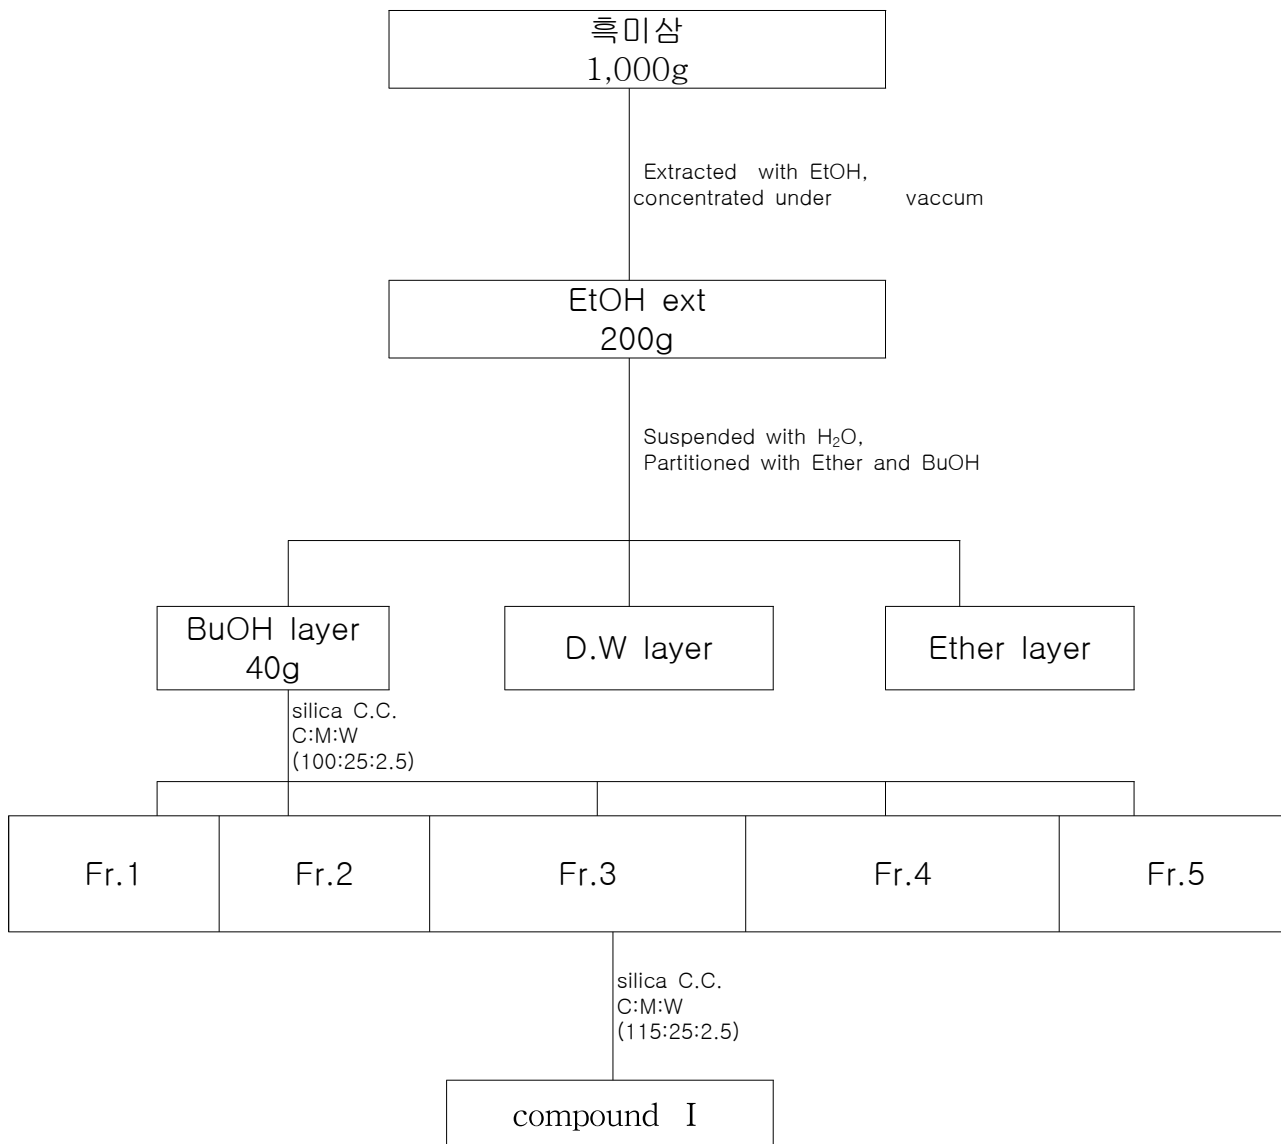 흑미삼
1,000g
Extracted with EtOH,
concentrated under vaccum
EtOH ext
200g
Suspended with H₂O,
Partitioned with Ether and BuOH
BuOH layer
40g
D.W layer
Ether layer
silica C.C.
C:M:W
(100:25:2.5)
Fr.1
Fr.2
Fr.3
Fr.4
Fr.5
silica C.C.
C:M:W
(115:25:2.5)
compound Ⅰ